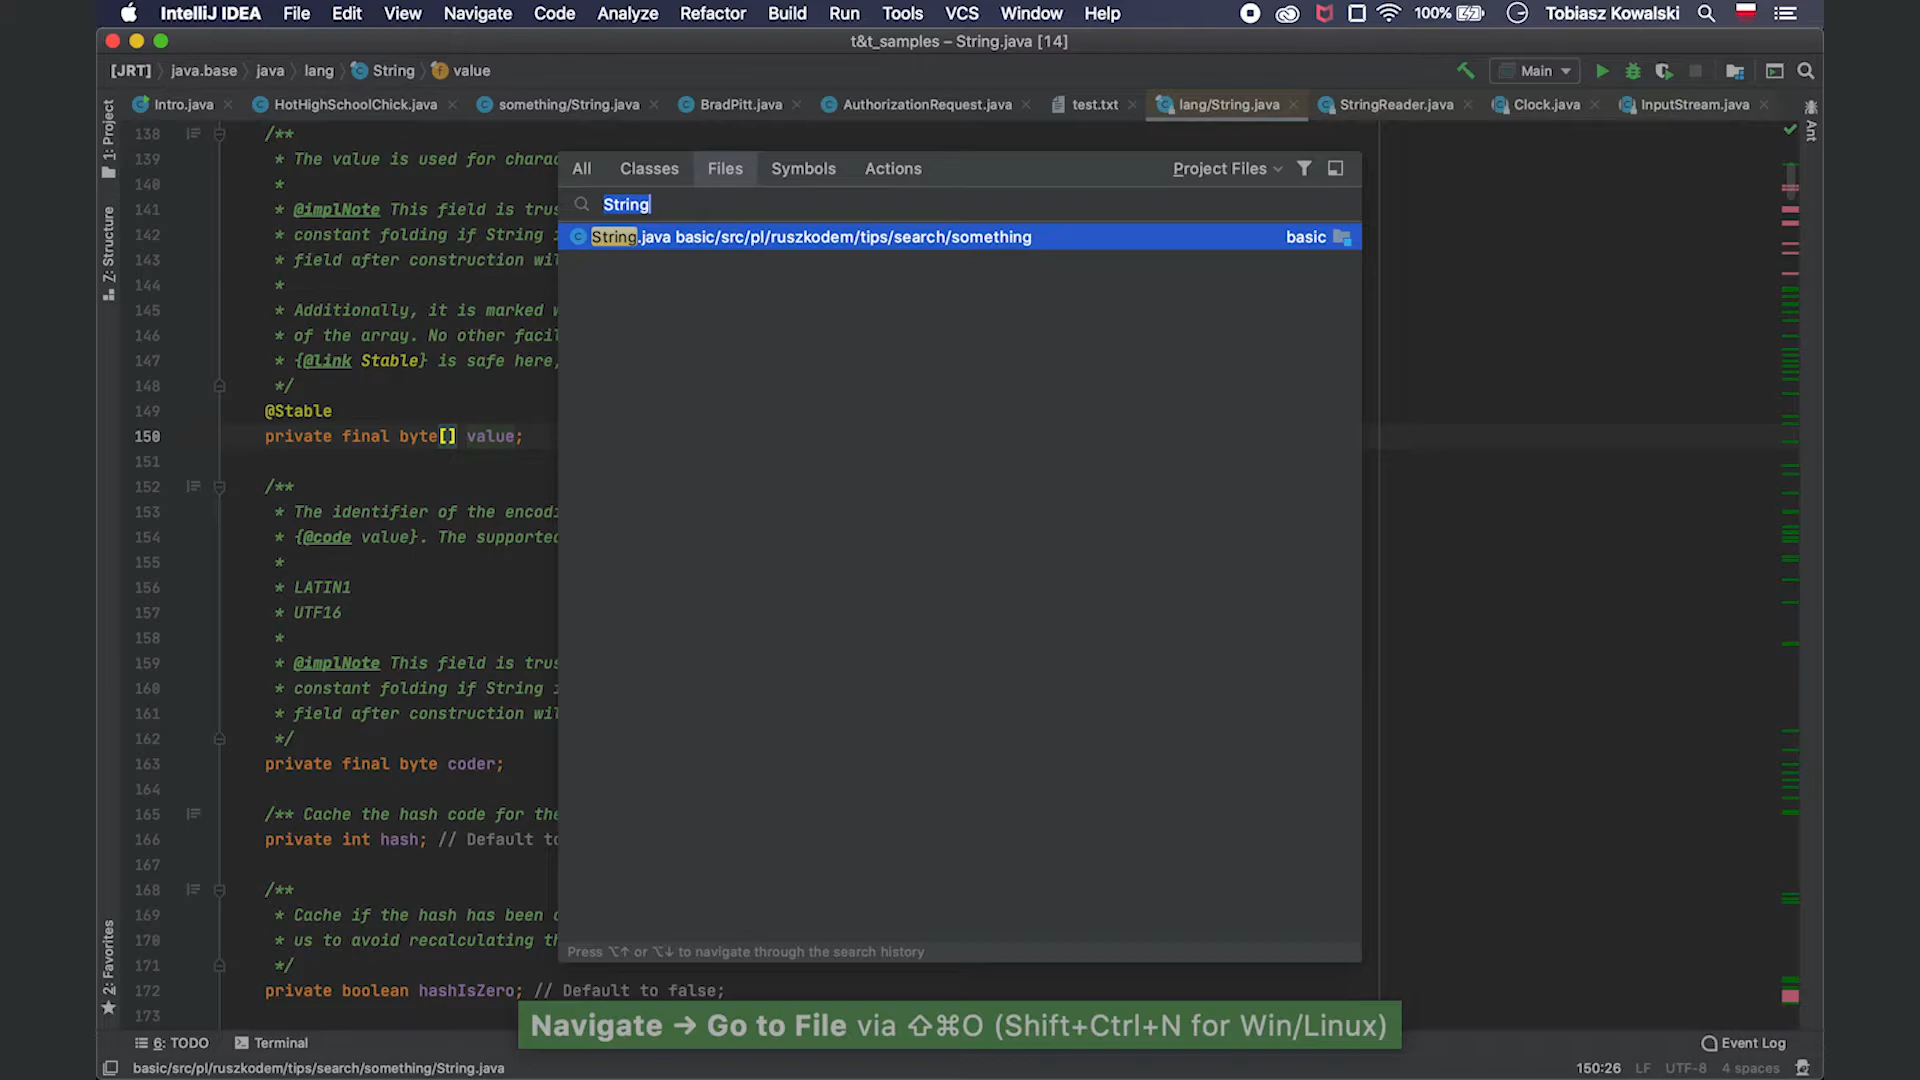 IntelliJ IDEA File Edit View Navigate Code Analyze Refactor Build Run Tools VCS Window Help 100% Tobiasz Kowalski
t&t_samples – String.java [14]
[JRT] java.base java lang String value Main
Intro.java HotHighSchoolChick.java something/String.java BradPitt.java AuthorizationRequest.java test.txt lang/String.java StringReader.java Clock.java InputStream.java
1: Project
Z: Structure
2: Favorites
Ant
All Classes Files Symbols Actions Project Files
String
String.java basic/src/pl/ruszkodem/tips/search/something basic
Press ⌥↑ or ⌥↓ to navigate through the search history
138 /**
139 * The value is used for charac
140 *
141 * @implNote This field is trus
142 * constant folding if String i
143 * field after construction wil
144 *
145 * Additionally, it is marked w
146 * of the array. No other facil
147 * {@link Stable} is safe here,
148 */
149 @Stable
150 private final byte[] value;
151
152 /**
153 * The identifier of the encodi
154 * {@code value}. The supported
155 *
156 * LATIN1
157 * UTF16
158 *
159 * @implNote This field is trus
160 * constant folding if String i
161 * field after construction wil
162 */
163 private final byte coder;
164
165 /** Cache the hash code for the
166 private int hash; // Default to
167
168 /**
169 * Cache if the hash has been c
170 * us to avoid recalculating th
171 */
172 private boolean hashIsZero; // Default to false;
173
Navigate → Go to File via ⇧⌘O (Shift+Ctrl+N for Win/Linux)
6: TODO Terminal Event Log
basic/src/pl/ruszkodem/tips/search/something/String.java 150:26 LF UTF-8 4 spaces